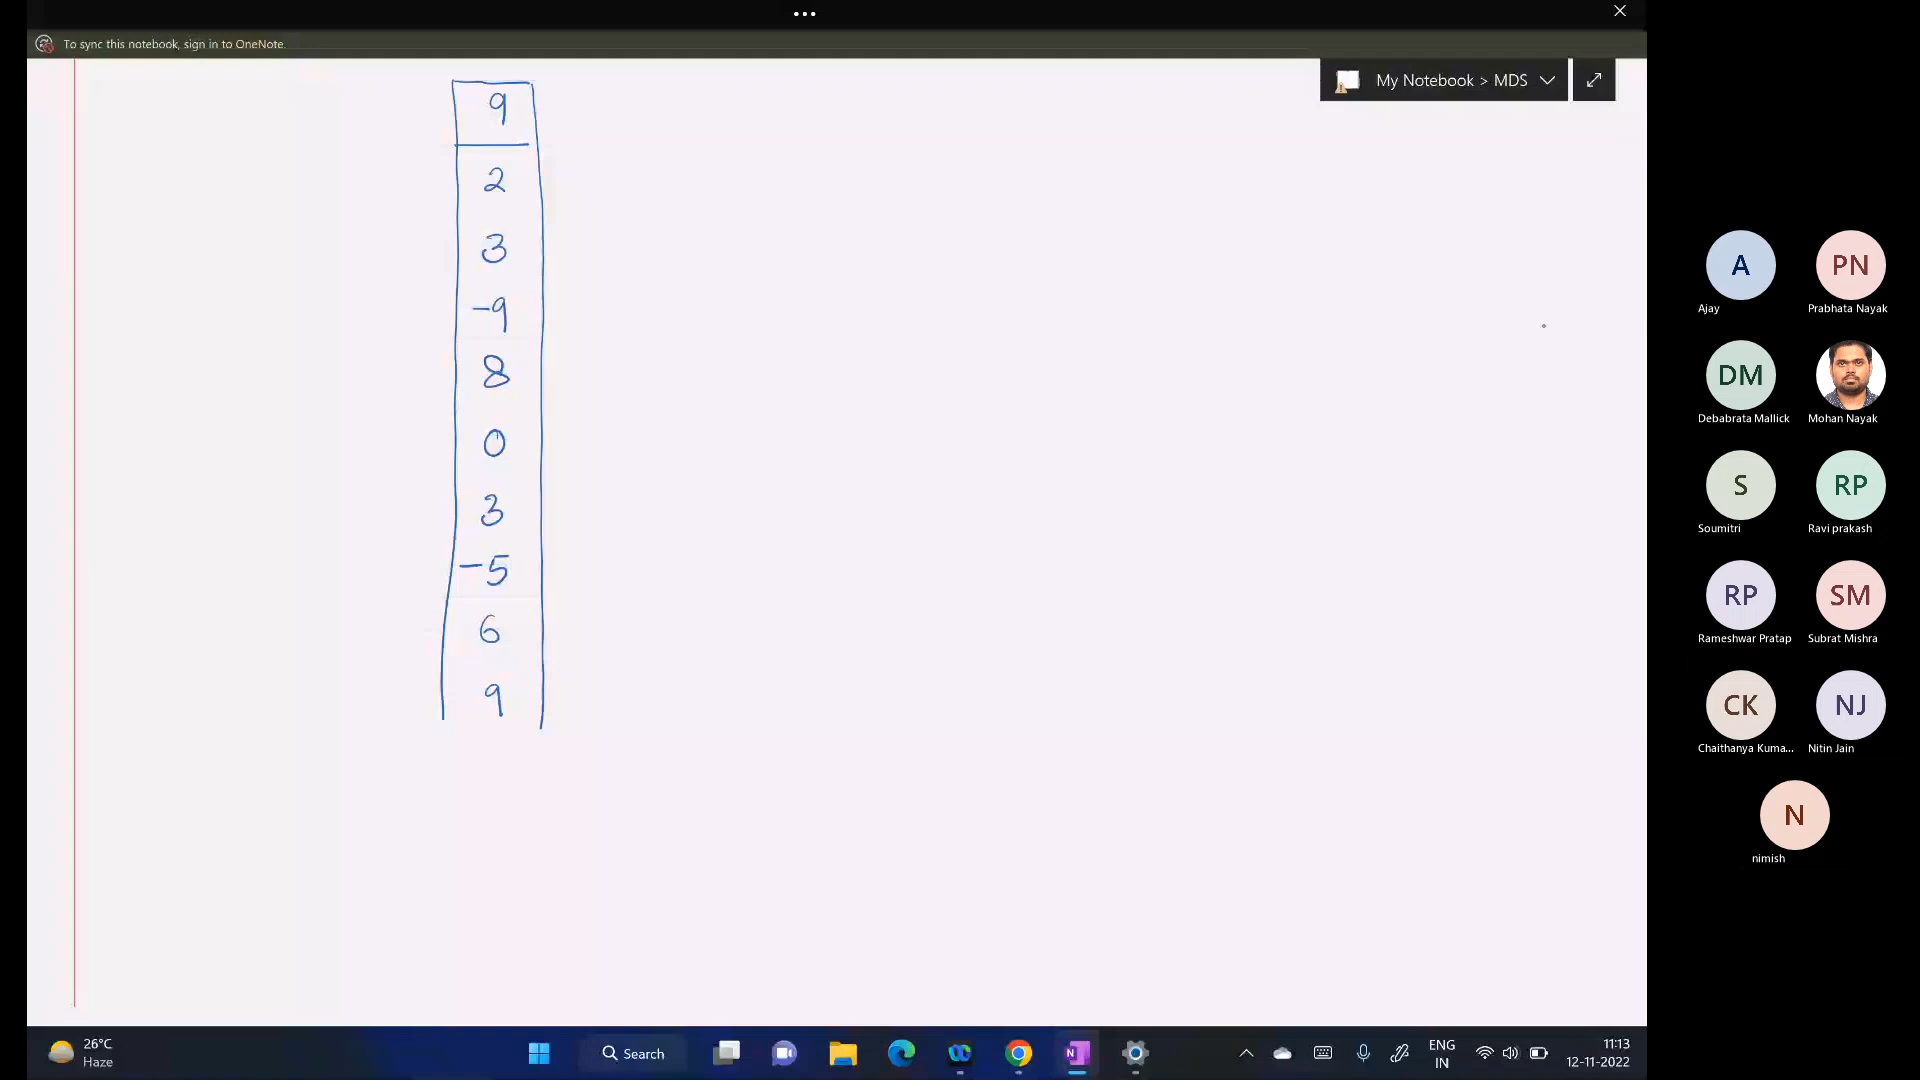 To sync this notebook, sign in to OneNote.
My Notebook > MDS
9
2
3
-9
8
0
3
-5
6
9
A
Ajay
PN
Prabhata Nayak
DM
Debabrata Mallick
Mohan Nayak
S
Soumitri
RP
Ravi prakash
RP
Rameshwar Pratap
SM
Subrat Mishra
CK
Chaithanya Kuma...
NJ
Nitin Jain
N
nimish
26°C
Haze
Search
ENG
IN
11:13
12-11-2022